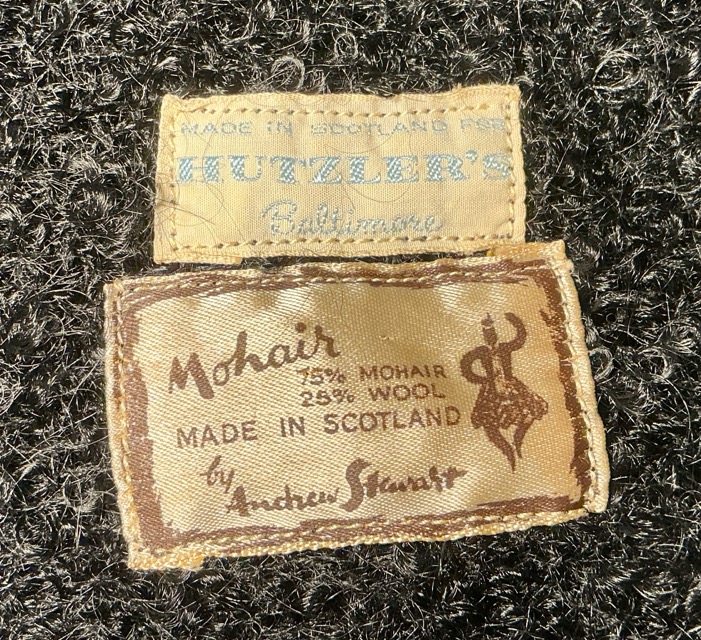 MADE IN SCOTLAND FOR
HUTZLER'S
Baltimore
Mohair
75% MOHAIR
25% WOOL
MADE IN SCOTLAND
by Andrew Stewart